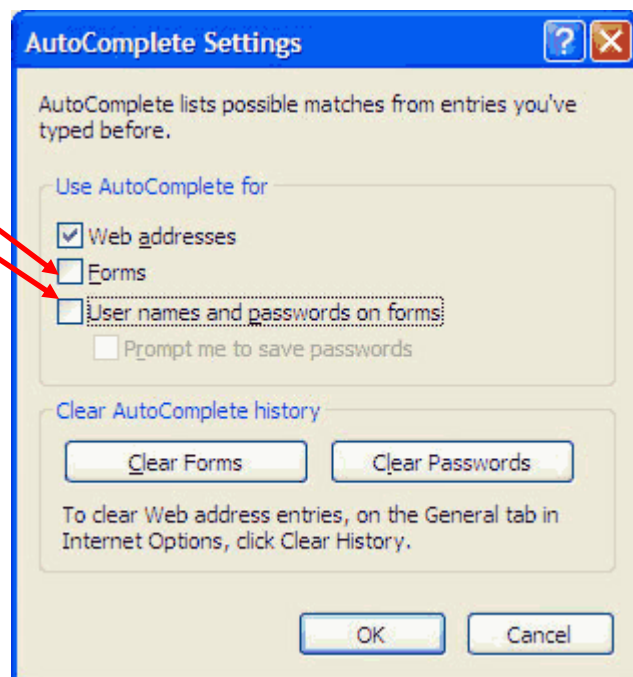 AutoComplete Settings
AutoComplete lists possible matches from entries you've
typed before.
Use AutoComplete for
Web addresses
Forms
User names and passwords on forms
Prompt me to save passwords
Clear AutoComplete history
Clear Forms
Clear Passwords
To clear Web address entries, on the General tab in
Internet Options, click Clear History.
OK
Cancel